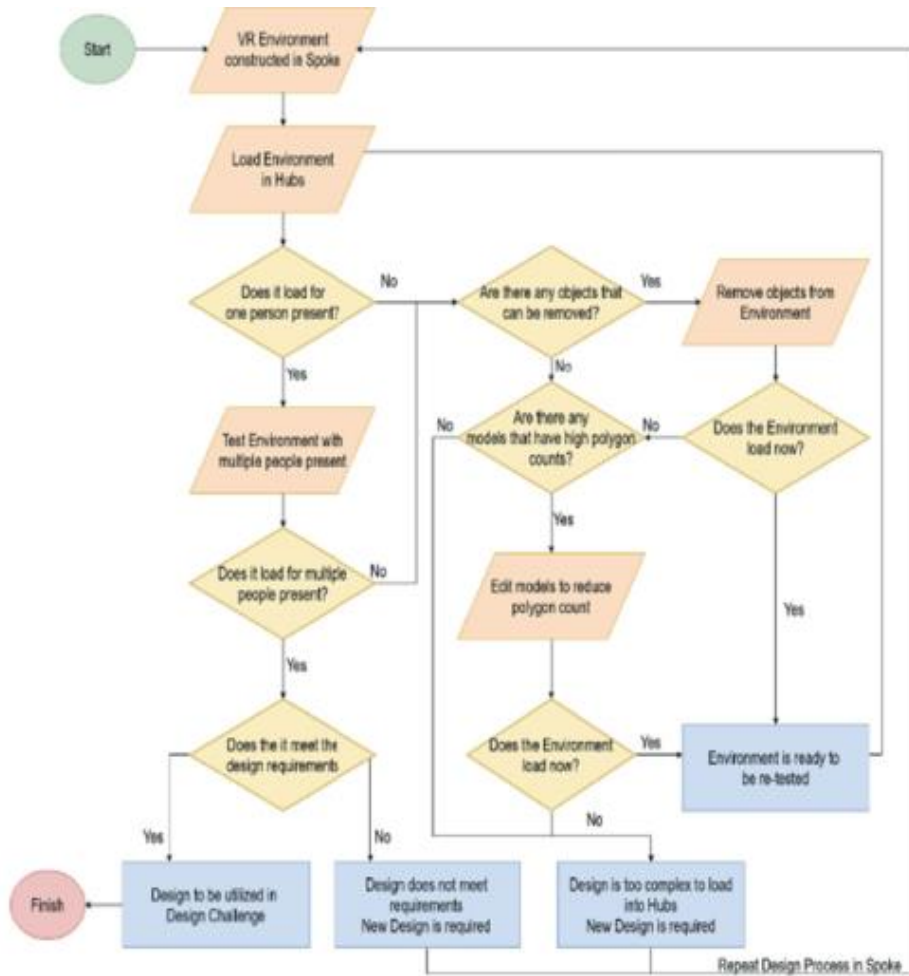 Start
VR Environment
constructed in Spoke
Load Environment
in Hubs
Does it load for
one person present?
No
Are there any objects that
can be removed?
Yes
Remove objects from
Environment
Yes
No
Test Environment with
multiple people present
No
Are there any
models that have high polygon
counts?
No
Does the Environment
load now?
Yes
Does it load for multiple
people present?
No
Edit models to reduce
polygon count
Yes
Yes
Does the it meet the
design requirements
Does the Environment
load now?
Yes
Environment is ready to
be re-tested
Yes
No
No
Finish
Design to be utilized in
Design Challenge
Design does not meet
requirements
New Design is required
Design is too complex to load
into Hubs
New Design is required
Repeat Design Process in Spoke